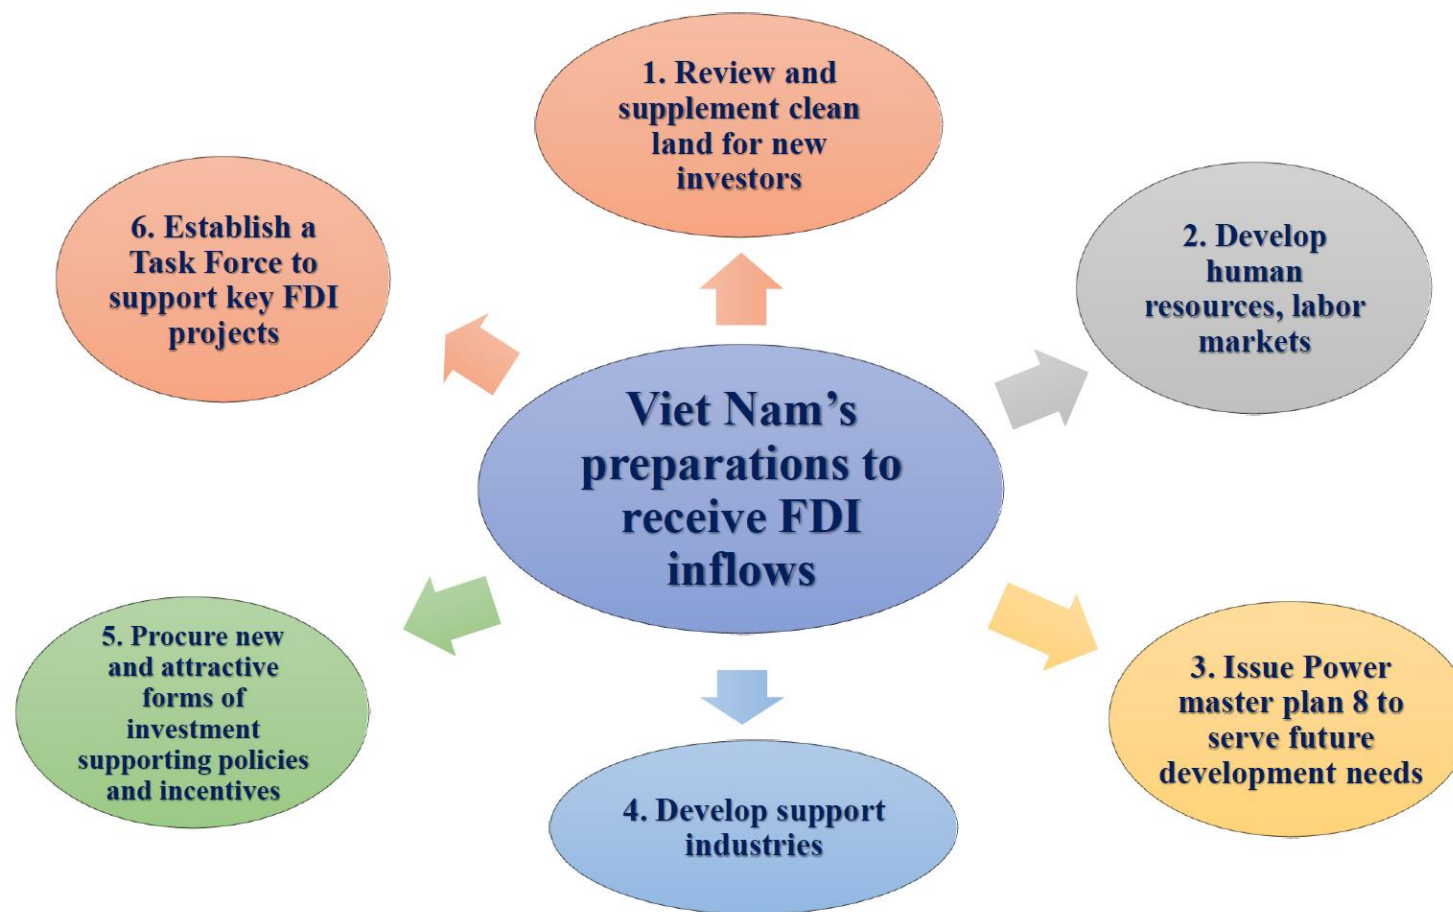 1. Review and
supplement clean
land for new
investors
2. Develop
human
resources, labor
markets
3. Issue Power
master plan 8 to
serve future
development needs
4. Develop support
industries
5. Procure new
and attractive
forms of
investment
supporting policies
and incentives
6. Establish a
Task Force to
support key FDI
projects
Viet Nam’s
preparations to
receive FDI
inflows